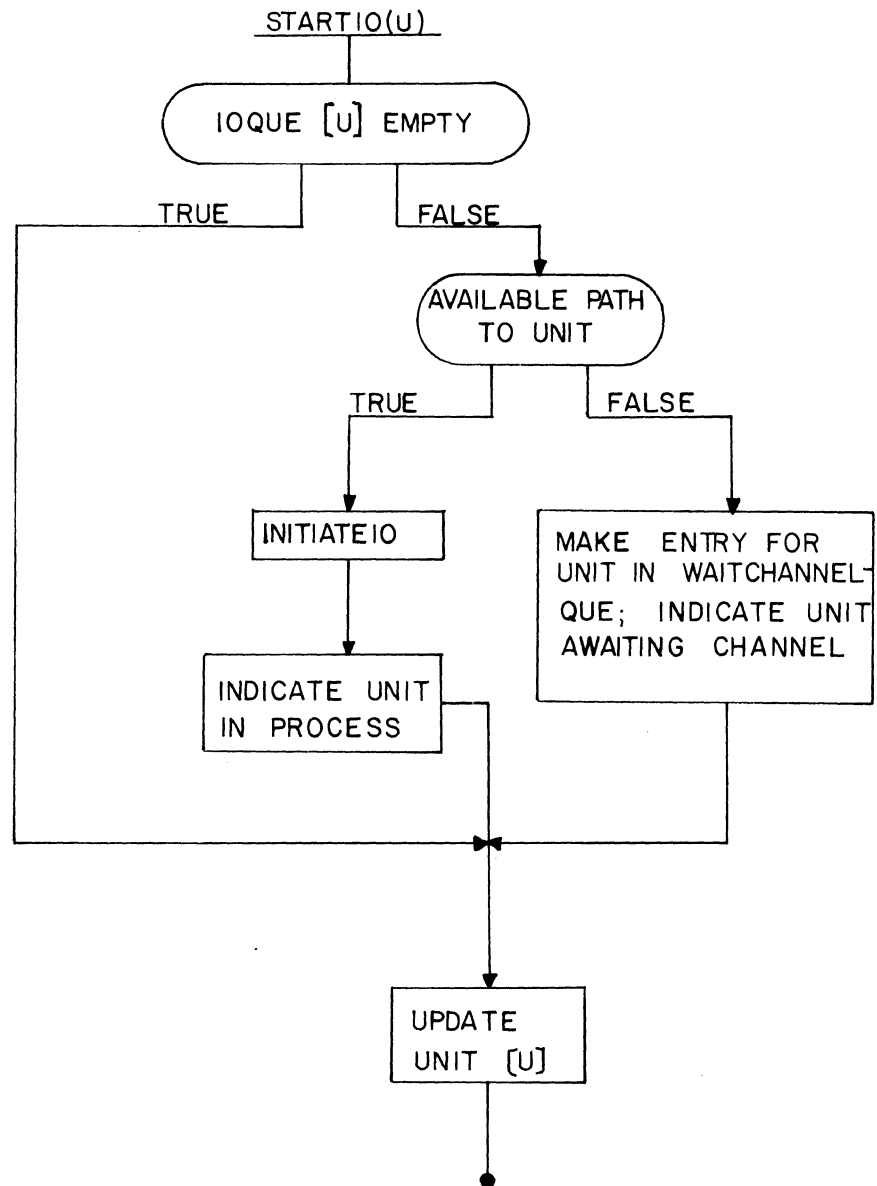 STARTIO(U)
IOQUE [U] EMPTY
TRUE
FALSE
AVAILABLE PATH
TO UNIT
TRUE
FALSE
INITIATEIO
MAKE ENTRY FOR
UNIT IN WAITCHANNEL-
QUE; INDICATE UNIT
AWAITING CHANNEL
INDICATE UNIT
IN PROCESS
UPDATE
UNIT [U]